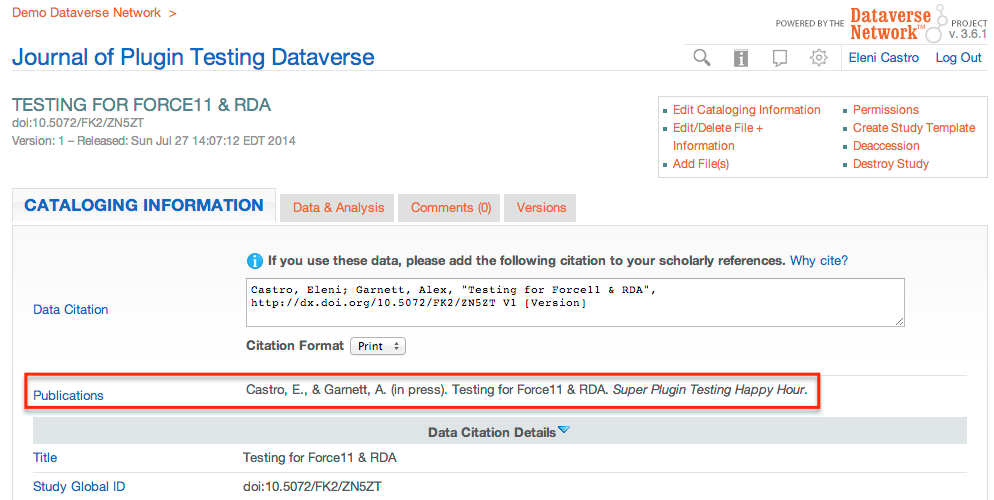 Demo Dataverse Network >
POWERED BY THE Dataverse Network™ PROJECT
v. 3.6.1
Journal of Plugin Testing Dataverse
Eleni Castro Log Out
TESTING FOR FORCE11 & RDA
doi:10.5072/FK2/ZN5ZT
Version: 1 – Released: Sun Jul 27 14:07:12 EDT 2014
Edit Cataloging Information
Edit/Delete File +
Information
Add File(s)
Permissions
Create Study Template
Deaccession
Destroy Study
CATALOGING INFORMATION Data & Analysis Comments (0) Versions
i If you use these data, please add the following citation to your scholarly references. Why cite?
Data Citation
Castro, Eleni; Garnett, Alex, "Testing for Force11 & RDA",
http://dx.doi.org/10.5072/FK2/ZN5ZT V1 [Version]
Citation Format Print
Publications Castro, E., & Garnett, A. (in press). Testing for Force11 & RDA. Super Plugin Testing Happy Hour.
Data Citation Details
Title Testing for Force11 & RDA
Study Global ID doi:10.5072/FK2/ZN5ZT